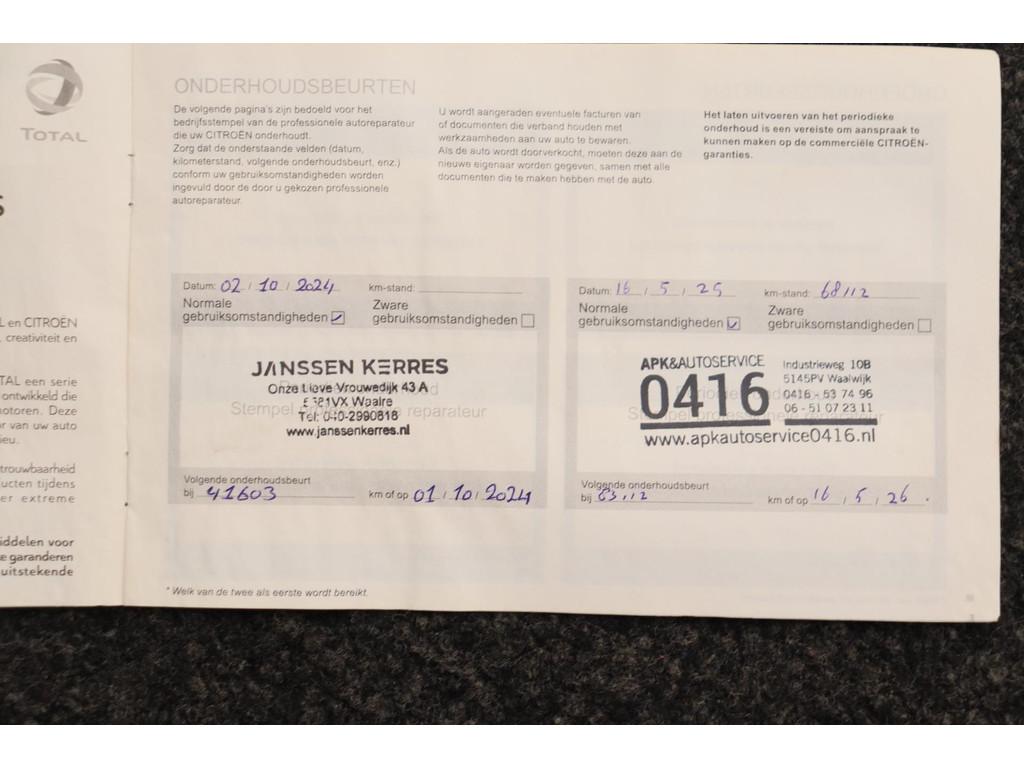 TOTAL
S
L en CITROËN
, creativiteit en
TAL een serie
ontwikkeld die
notoren. Deze
r van uw auto
ieu.
trouwbaarheid
ucten tijdens
er extreme
iddelen voor
e garanderen
uitstekende
ONDERHOUDSBEURTEN
De volgende pagina's zijn bedoeld voor het
bedrijfsstempel van de professionele autoreparateur
die uw CITROËN onderhoudt.
Zorg dat de onderstaande velden (datum,
kilometerstand, volgende onderhoudsbeurt, enz.)
conform uw gebruiksomstandigheden worden
ingevuld door de door u gekozen professionele
autoreparateur.
U wordt aangeraden eventuele facturen van
of documenten die verband houden met
werkzaamheden aan uw auto te bewaren.
Als de auto wordt doorverkocht, moeten deze aan de
nieuwe eigenaar worden gegeven, samen met alle
documenten die te maken hebben met de auto.
Het laten uitvoeren van het periodieke
onderhoud is een vereiste om aanspraak te
kunnen maken op de commerciële CITROËN-
garanties.
Datum: 02 / 10 / 2024 km-stand:
Normale gebruiksomstandigheden
Zware gebruiksomstandigheden
JANSSEN KERRES
Onze Lieve Vrouwedijk 43 A
VX Waalre
Tel: 040-2990818
www.janssenkerres.nl
Stempel professionele reparateur
Volgende onderhoudsbeurt
bij 41603 km of op 01 / 10 / 2024
Datum: 16 / 5 / 25 km-stand: 68112
Normale gebruiksomstandigheden
Zware gebruiksomstandigheden
APK&AUTOSERVICE
0416
Industrieweg 10B
5145PV Waalwijk
0416 - 53 74 96
06 - 51 07 23 11
www.apkautoservice0416.nl
Stempel professionele reparateur
Volgende onderhoudsbeurt
bij 83112 km of op 16 / 5 / 26 .
* Welk van de twee als eerste wordt bereikt.